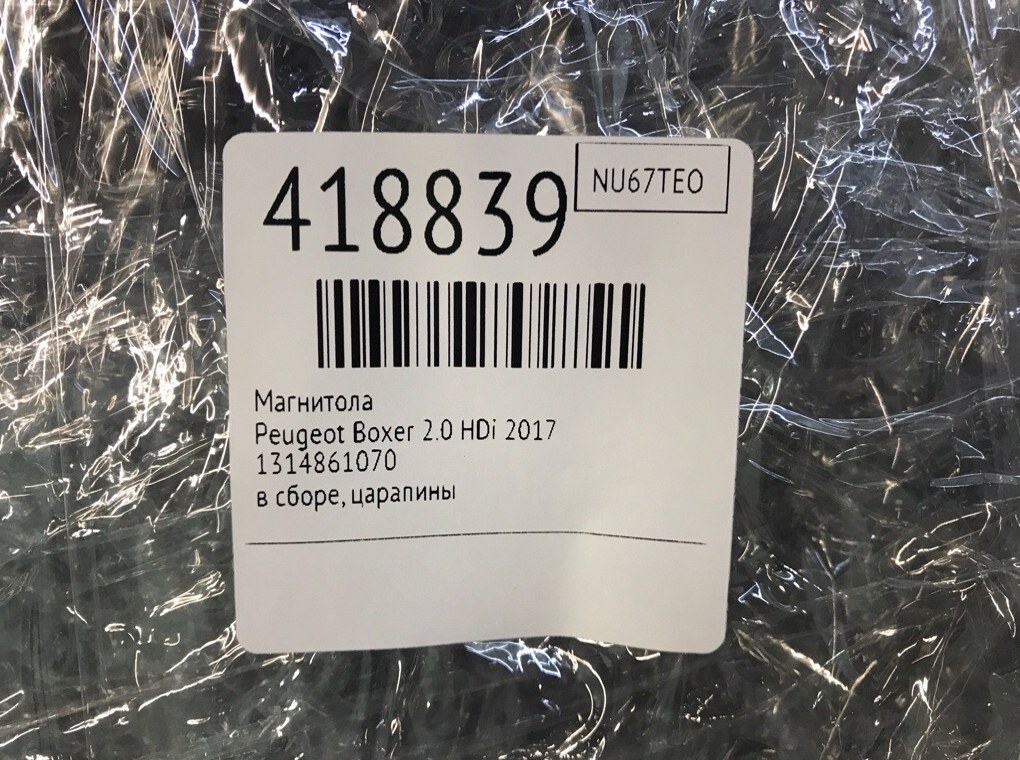 418839
NU67TEO
Магнитола
Peugeot Boxer 2.0 HDi 2017
1314861070
в сборе, царапины